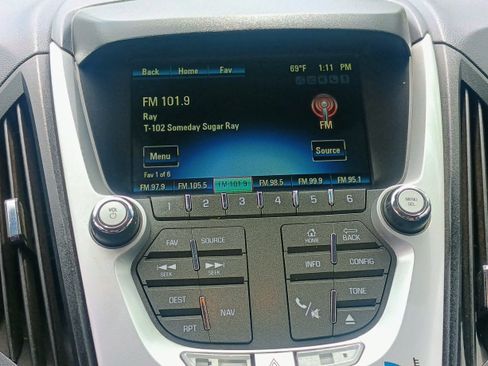 Back Home Fav 69°F 1:11 PM
FM 101.9
Ray
T-102 Someday Sugar Ray
FM
Menu Source
Fav 1 of 6
FM 97.9 FM 105.5 FM 101.9 FM 98.5 FM 99.9 FM 95.1
1 2 3 4 5 6
VOL
MENU
SEL
FAV SOURCE
HOME BACK
SEEK SEEK
INFO CONFIG
DEST NAV
RPT
TONE